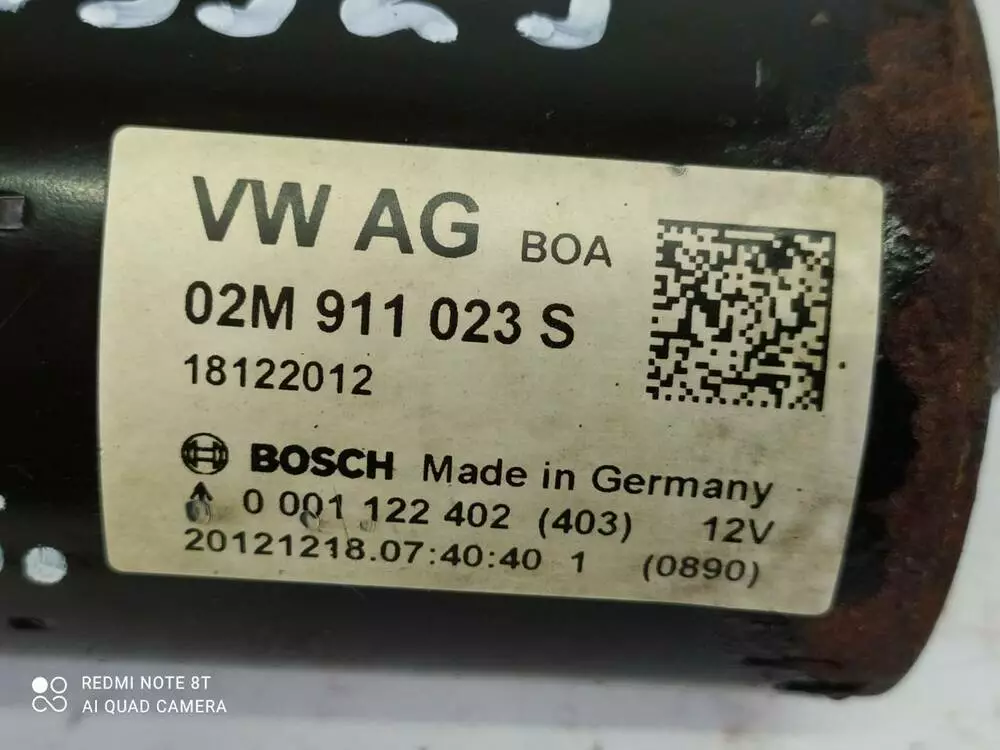 VW AG BOA
02M 911 023 S
18122012
BOSCH Made in Germany
0 001 122 402 (403) 12V
20121218.07:40:40 1 (0890)
REDMI NOTE 8T
AI QUAD CAMERA